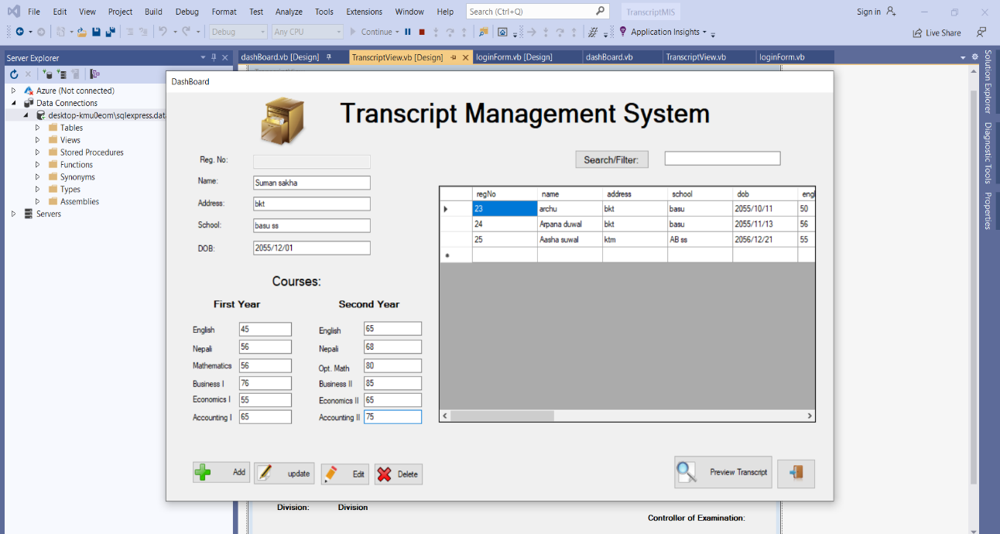 File Edit View Project Build Debug Format Test Analyze Tools Extensions Window Help Search (Ctrl+Q) TranscriptMIS Sign in
Debug Any CPU Continue Application Insights Live Share
Server Explorer
dashBoard.vb [Design] TranscriptView.vb [Design] loginForm.vb [Design] dashBoard.vb TranscriptView.vb loginForm.vb
Azure (Not connected)
Data Connections
desktop-kmu0eom\sqlexpress.dat
Tables
Views
Stored Procedures
Functions
Synonyms
Types
Assemblies
Servers
DashBoard
Transcript Management System
Reg. No:
Name: Suman sakha
Address: bkt
School: basu ss
DOB: 2055/12/01
Search/Filter:
regNo name address school dob engl
23 archu bkt basu 2055/10/11 50
24 Arpana duwal bkt basu 2055/11/13 56
25 Aasha suwal ktm AB ss 2056/12/21 55
Courses:
First Year Second Year
English 45 English 65
Nepali 56 Nepali 68
Mathematics 56 Opt. Math 80
Business I 76 Business II 85
Economics I 55 Economics II 65
Accounting I 65 Accounting II 75
Add update Edit Delete Preview Transcript
Division: Division
Controller of Examination:
Solution Explorer
Diagnostic Tools
Properties